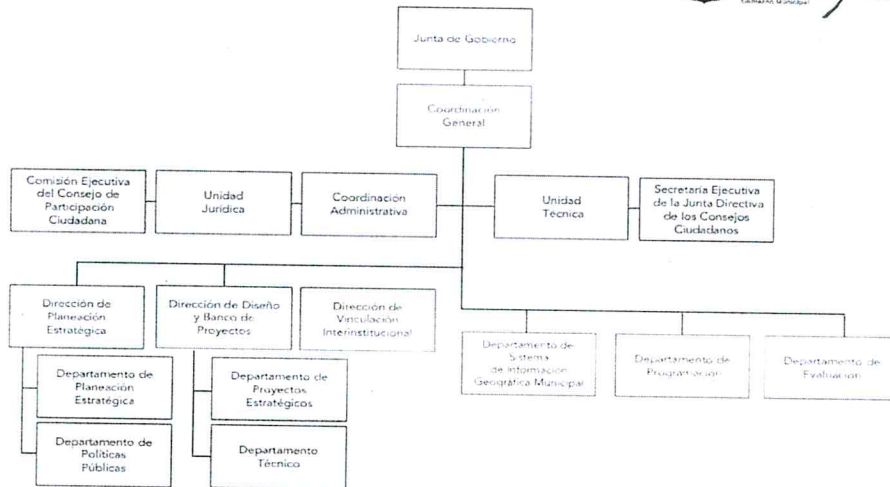 Gobierno Municipal
Junta de Gobierno
Coordinación
General
Comisión Ejecutiva
del Consejo de
Participación
Ciudadana
Unidad
Jurídica
Coordinación
Administrativa
Unidad
Técnica
Secretaría Ejecutiva
de la Junta Directiva
de los Consejos
Ciudadanos
Dirección de
Planeación
Estratégica
Dirección de Diseño
y Banco de
Proyectos
Dirección de
Vinculación
Interinstitucional
Departamento de
Sistema
de Información
Geográfica Municipal
Departamento de
Programación
Departamento de
Evaluación
Departamento de
Planeación
Estratégica
Departamento de
Proyectos
Estratégicos
Departamento de
Políticas
Públicas
Departamento
Técnico